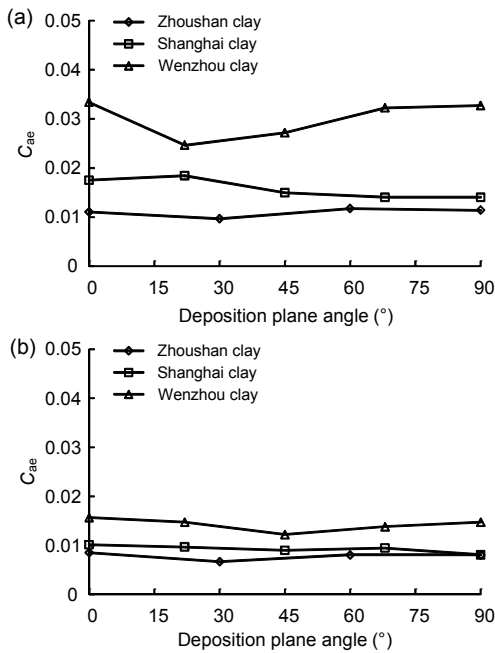 (a)
Zhoushan clay
Shanghai clay
Wenzhou clay
0.05
0.04
0.03
0.02
0.01
0
C_ae
0 15 30 45 60 75 90
Deposition plane angle (°)
(b)
Zhoushan clay
Shanghai clay
Wenzhou clay
0.05
0.04
0.03
0.02
0.01
0
C_ae
0 15 30 45 60 75 90
Deposition plane angle (°)